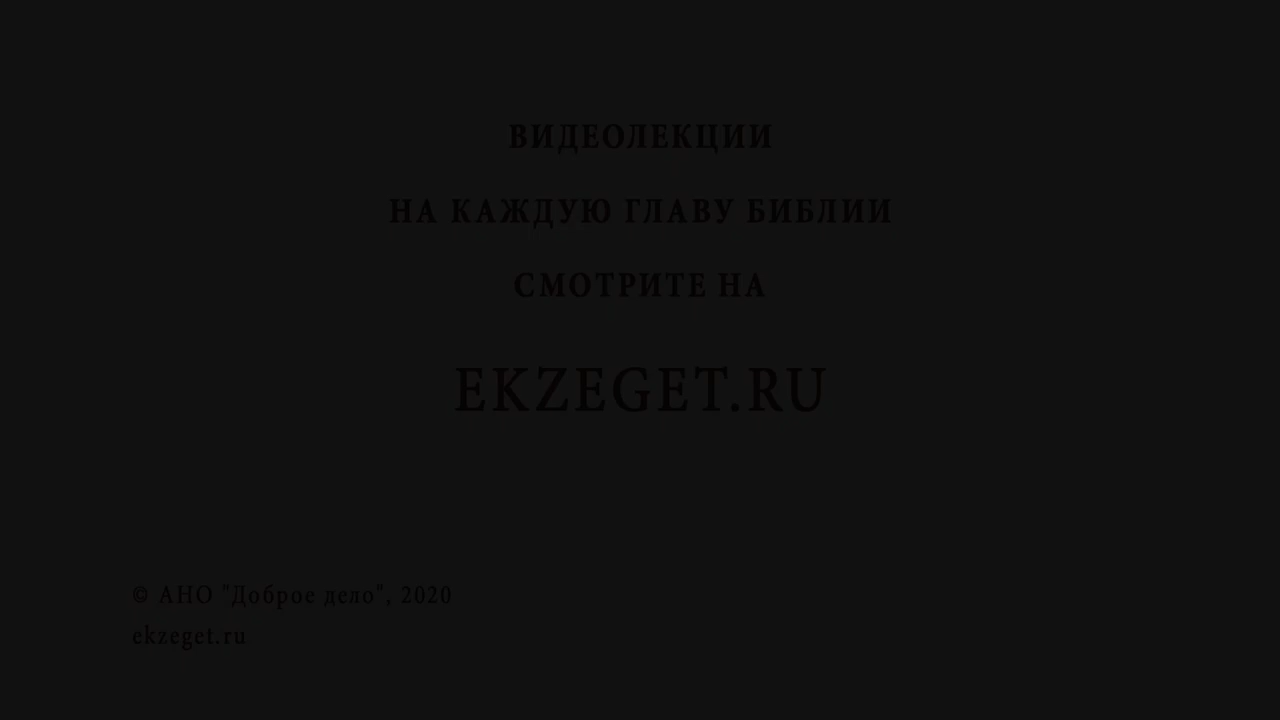 ВИДЕОЛЕКЦИИ
НА КАЖДУЮ ГЛАВУ БИБЛИИ
СМОТРИТЕ НА
EKZEGET.RU
© АНО "Доброе дело", 2020
ekzeget.ru